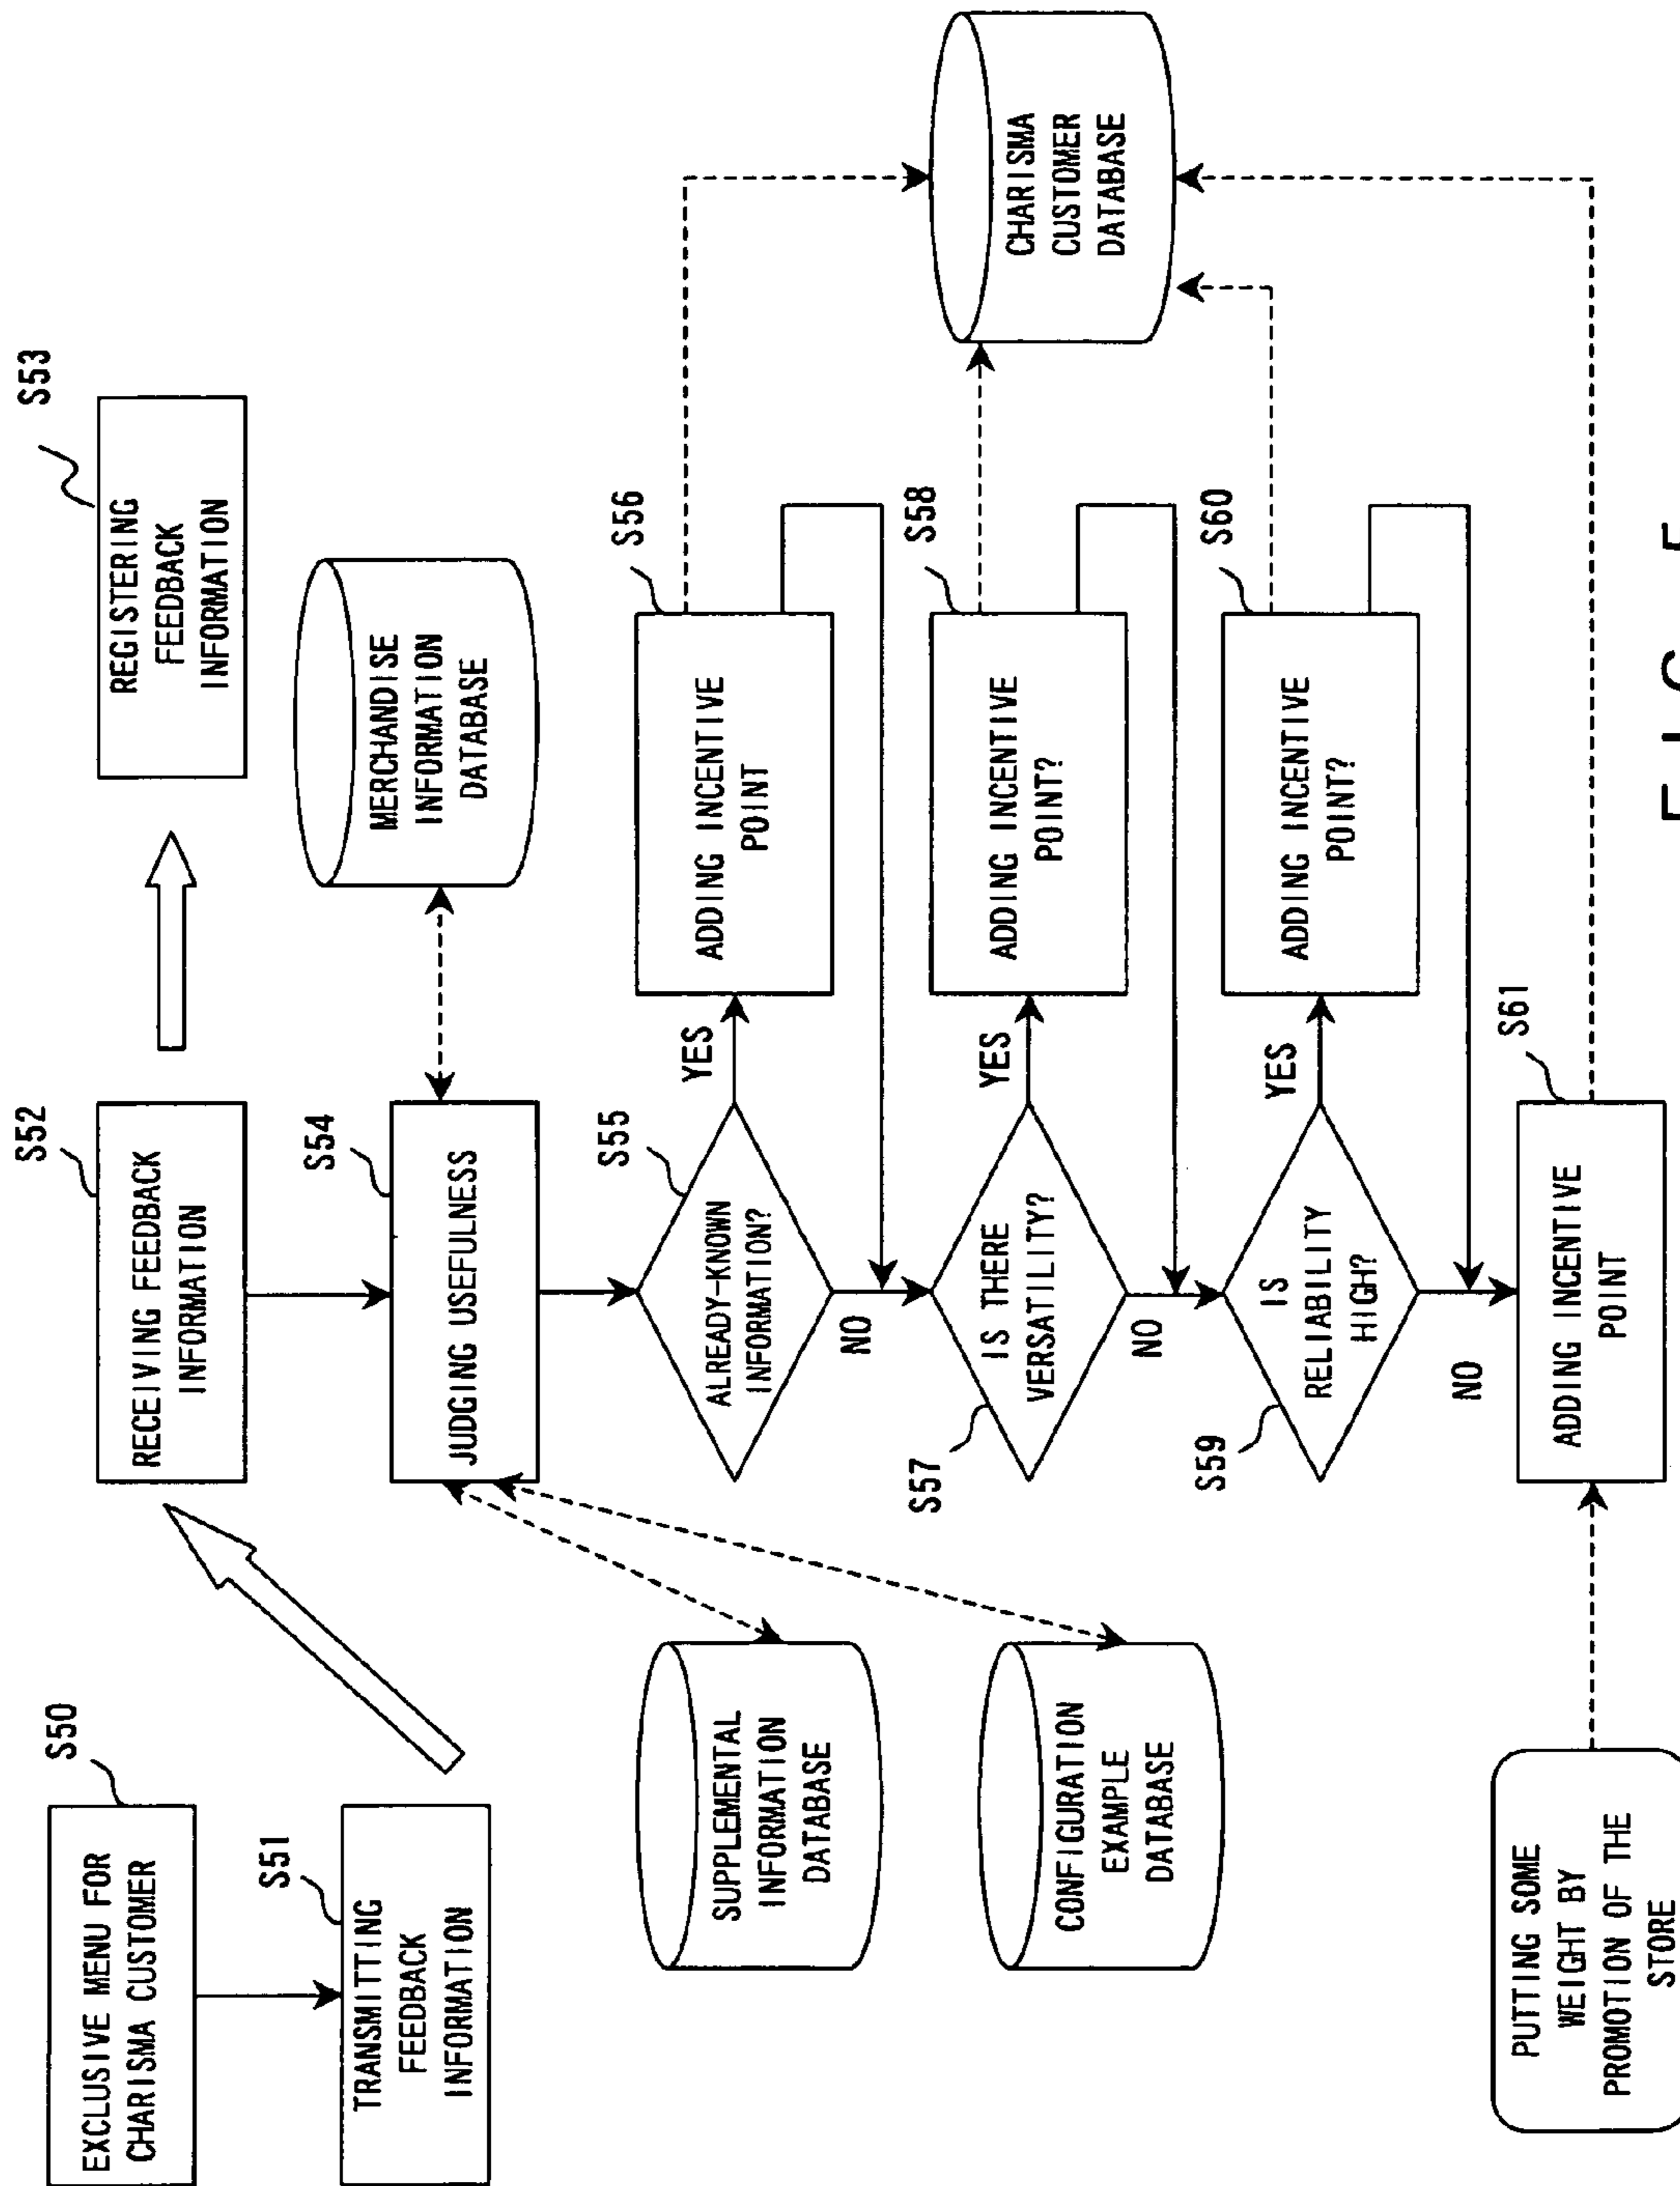 S50
EXCLUSIVE MENU FOR
CHARISMA CUSTOMER
S51
TRANSMITTING
FEEDBACK
INFORMATION
S52
RECEIVING FEEDBACK
INFORMATION
S53
REGISTERING
FEEDBACK
INFORMATION
S54
JUDGING USEFULNESS
MERCHANDISE
INFORMATION
DATABASE
SUPPLEMENTAL
INFORMATION
DATABASE
CONFIGURATION
EXAMPLE
DATABASE
S55
ALREADY-KNOWN
INFORMATION?
YES
NO
S56
ADDING INCENTIVE
POINT
S57
IS THERE
VERSATILITY?
YES
NO
S58
ADDING INCENTIVE
POINT?
S59
IS
RELIABILITY
HIGH?
YES
NO
S60
ADDING INCENTIVE
POINT?
CHARISMA
CUSTOMER
DATABASE
S61
ADDING INCENTIVE
POINT
PUTTING SOME
WEIGHT BY
PROMOTION OF THE
STORE